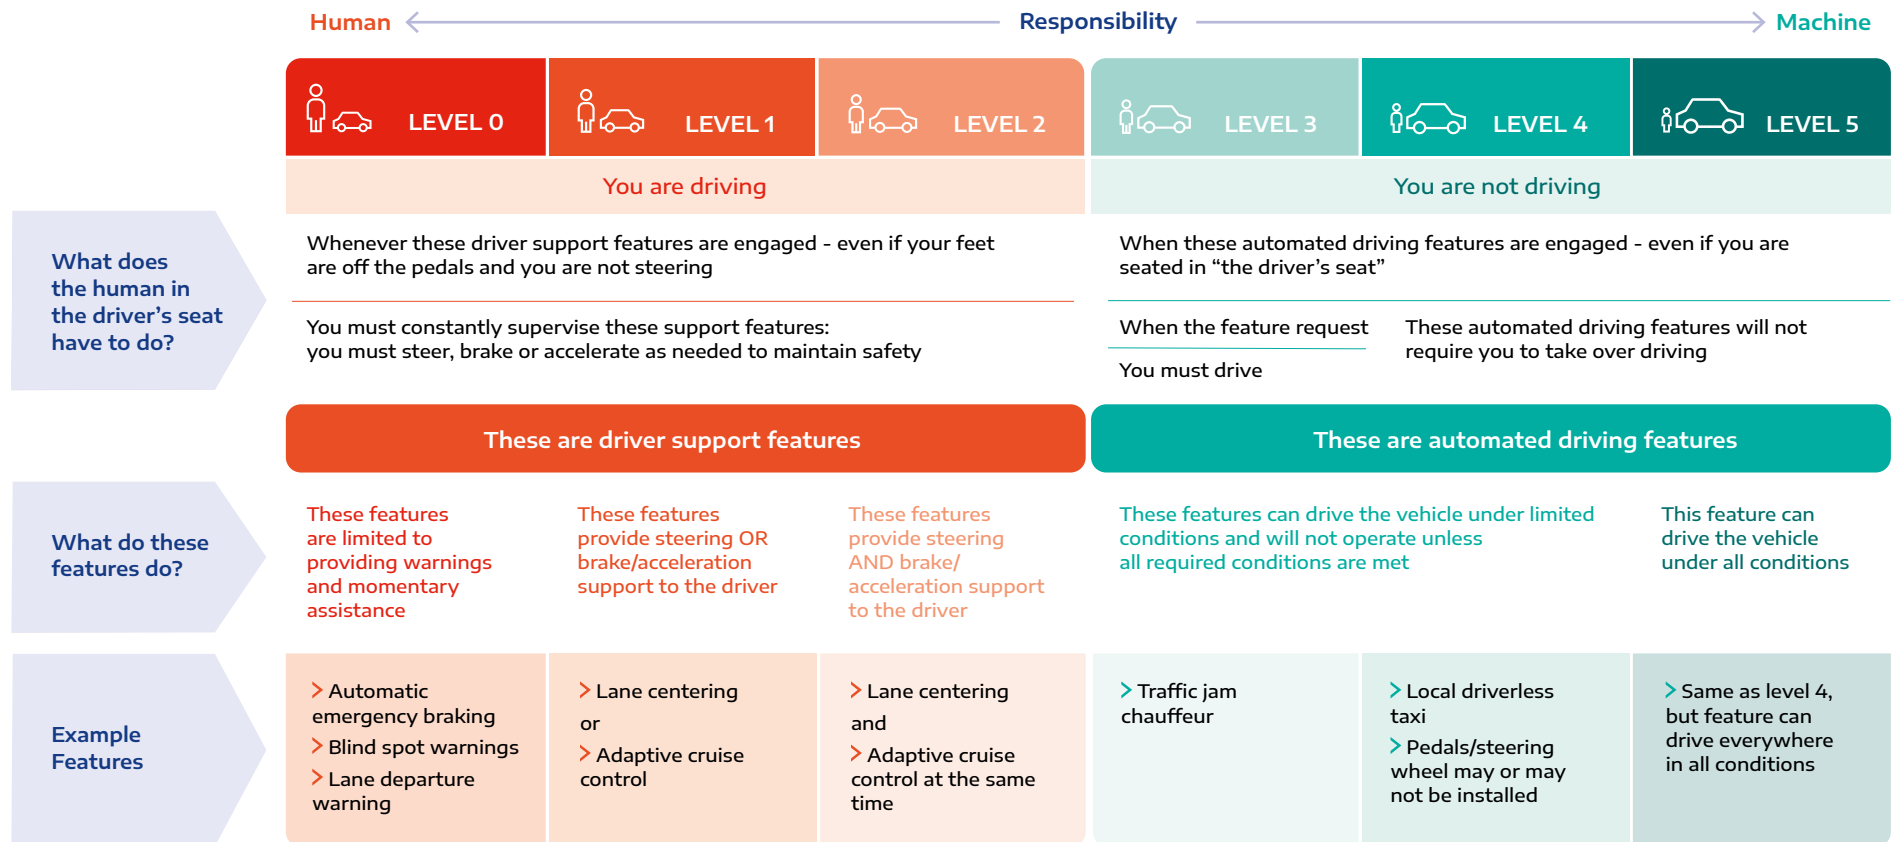 Human
Responsibility
Machine
LEVEL 0
LEVEL 1
LEVEL 2
LEVEL 3
LEVEL 4
LEVEL 5
You are driving
You are not driving
What does
the human in
the driver's seat
have to do?
Whenever these driver support features are engaged - even if your feet
are off the pedals and you are not steering
When these automated driving features are engaged - even if you are
seated in “the driver's seat”
You must constantly supervise these support features:
you must steer, brake or accelerate as needed to maintain safety
When the feature request
You must drive
These automated driving features will not
require you to take over driving
These are driver support features
These are automated driving features
What do these
features do?
These features
are limited to
providing warnings
and momentary
assistance
These features
provide steering OR
brake/acceleration
support to the driver
These features
provide steering
AND brake/
acceleration support
to the driver
These features can drive the vehicle under limited
conditions and will not operate unless
all required conditions are met
This feature can
drive the vehicle
under all conditions
Example
Features
> Automatic
emergency braking
> Blind spot warnings
> Lane departure
warning
> Lane centering
or
> Adaptive cruise
control
> Lane centering
and
> Adaptive cruise
control at the same
time
> Traffic jam
chauffeur
> Local driverless
taxi
> Pedals/steering
wheel may or may
not be installed
> Same as level 4,
but feature can
drive everywhere
in all conditions